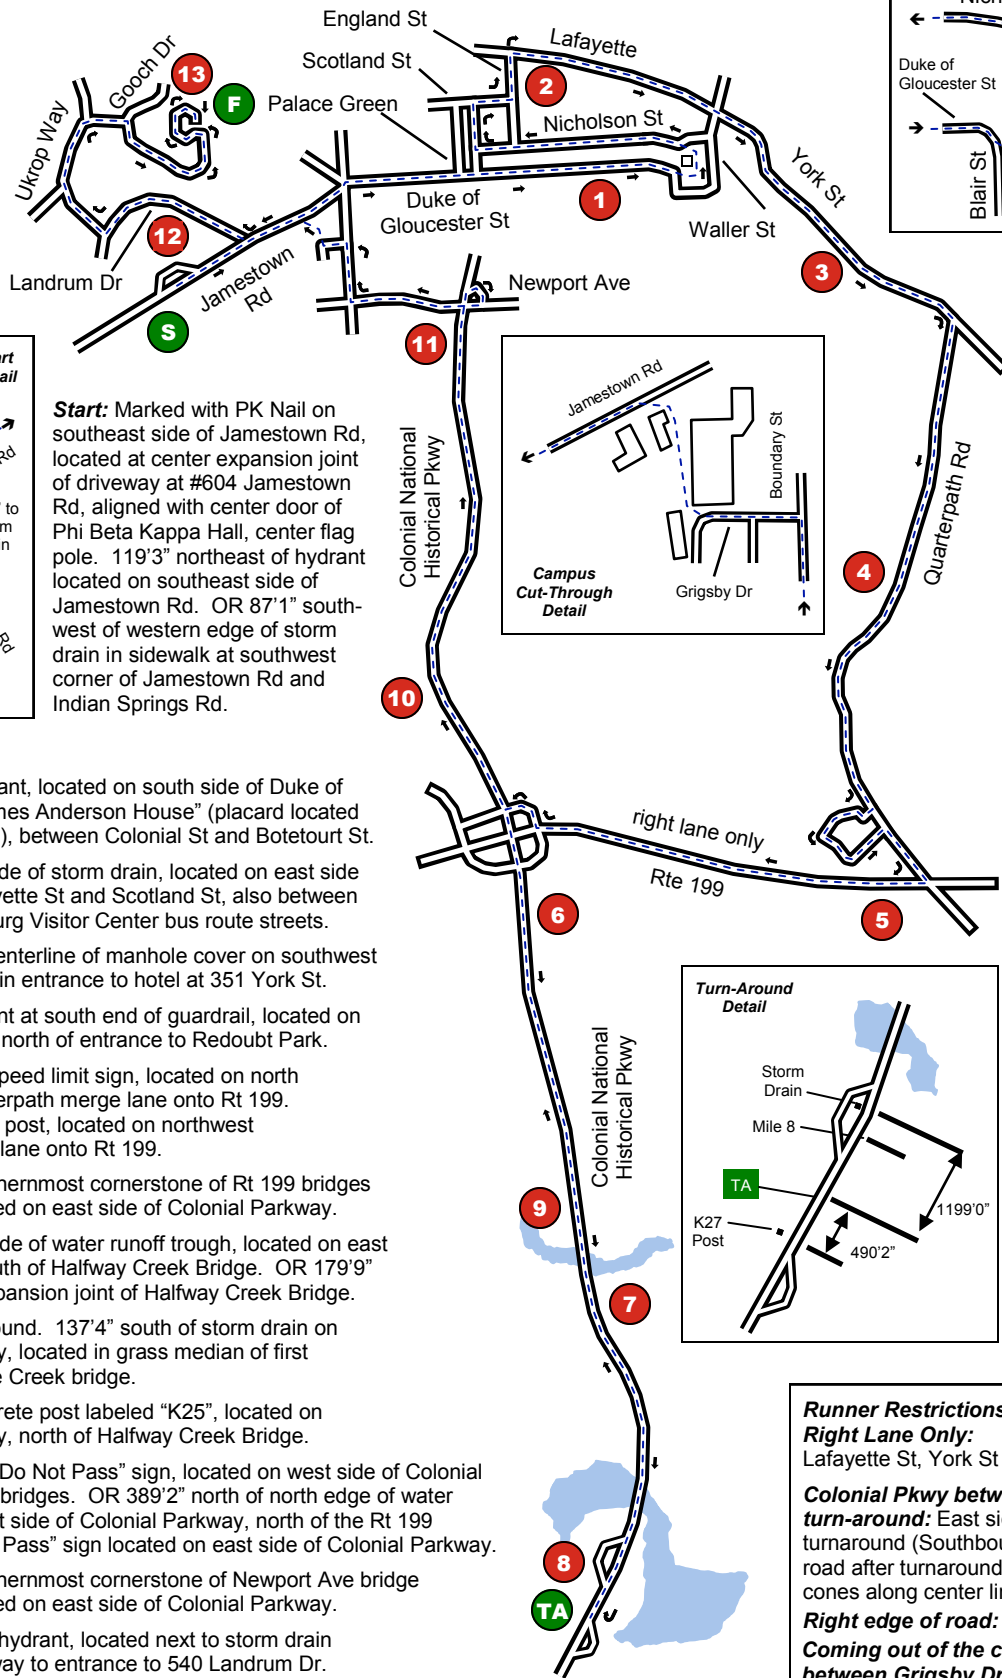 England St
Lafayette
Scotland St
Gooch Dr
13
F
Palace Green
2
Nicholson St
Ukrop Way
York St
Duke of
Gloucester St
1
Waller St
12
3
Landrum Dr
Jamestown
Rd
S
Newport Ave
11
Duke of
Gloucester St
Blair St
Start: Marked with PK Nail on
southeast side of Jamestown Rd,
located at center expansion joint
of driveway at #604 Jamestown
Rd, aligned with center door of
Phi Beta Kappa Hall, center flag
pole. 119’3” northeast of hydrant
located on southeast side of
Jamestown Rd. OR 87’1” south-
west of western edge of storm
drain in sidewalk at southwest
corner of Jamestown Rd and
Indian Springs Rd.
Rd
to
Rd
Colonial National
Historical Pkwy
Jamestown Rd
Boundary St
Campus
Cut-Through
Detail
Grigsby Dr
Quarterpath Rd
4
10
right lane only
Rte 199
5
6
ant, located on south side of Duke of
mes Anderson House” (placard located
), between Colonial St and Botetourt St.
de of storm drain, located on east side
yette St and Scotland St, also between
urg Visitor Center bus route streets.
enterline of manhole cover on southwest
in entrance to hotel at 351 York St.
nt at south end of guardrail, located on
north of entrance to Redoubt Park.
peed limit sign, located on north
erpath merge lane onto Rt 199.
post, located on northwest
lane onto Rt 199.
hernmost cornerstone of Rt 199 bridges
ed on east side of Colonial Parkway.
de of water runoff trough, located on east
uth of Halfway Creek Bridge. OR 179’9”
xpansion joint of Halfway Creek Bridge.
ound. 137’4” south of storm drain on
y, located in grass median of first
e Creek bridge.
rete post labeled “K25”, located on
y, north of Halfway Creek Bridge.
Do Not Pass” sign, located on west side of Colonial
bridges. OR 389’2” north of north edge of water
t side of Colonial Parkway, north of the Rt 199
Pass” sign located on east side of Colonial Parkway.
hernmost cornerstone of Newport Ave bridge
ed on east side of Colonial Parkway.
hydrant, located next to storm drain
way to entrance to 540 Landrum Dr.
Colonial National
Historical Pkwy
9
7
8
TA
Turn-Around
Detail
Storm
Drain
Mile 8
TA
K27
Post
1199’0”
490’2”
Runner Restrictions
Right Lane Only:
Lafayette St, York St
Colonial Pkwy betw
turn-around: East si
turnaround (Southbou
road after turnaround
cones along center li
Right edge of road:
Coming out of the c
between Grigsby Dr